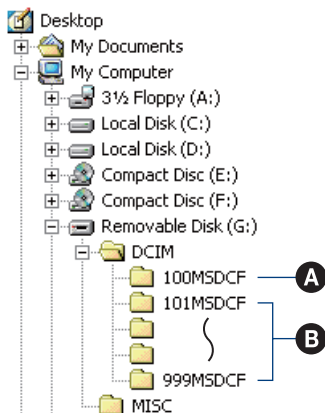 Desktop
My Documents
My Computer
3½ Floppy (A:)
Local Disk (C:)
Local Disk (D:)
Compact Disc (E:)
Compact Disc (F:)
Removable Disk (G:)
DCIM
100MSDCF A
101MSDCF
B
999MSDCF
MISC